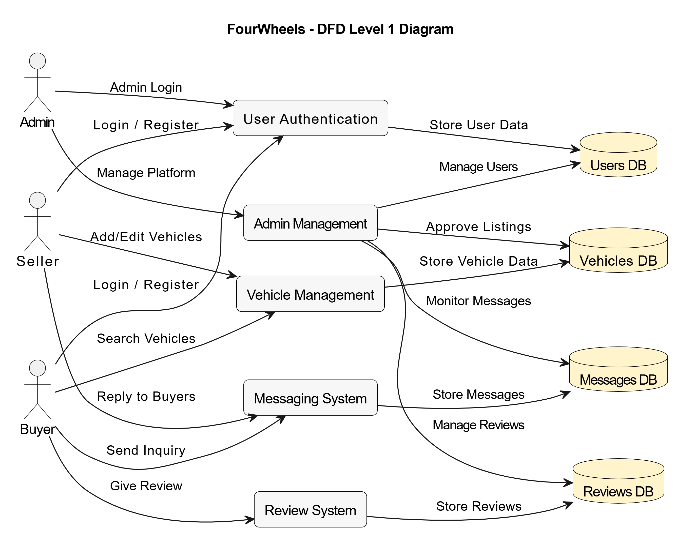 FourWheels - DFD Level 1 Diagram
Admin Login
User Authentication
Admin
Login / Register
Store User Data
Users DB
Manage Users
Manage Platform
Admin Management
Approve Listings
Seller
Add/Edit Vehicles
Vehicles DB
Store Vehicle Data
Login / Register
Vehicle Management
Monitor Messages
Search Vehicles
Messages DB
Reply to Buyers
Messaging System
Store Messages
Buyer
Manage Reviews
Send Inquiry
Give Review
Reviews DB
Review System
Store Reviews